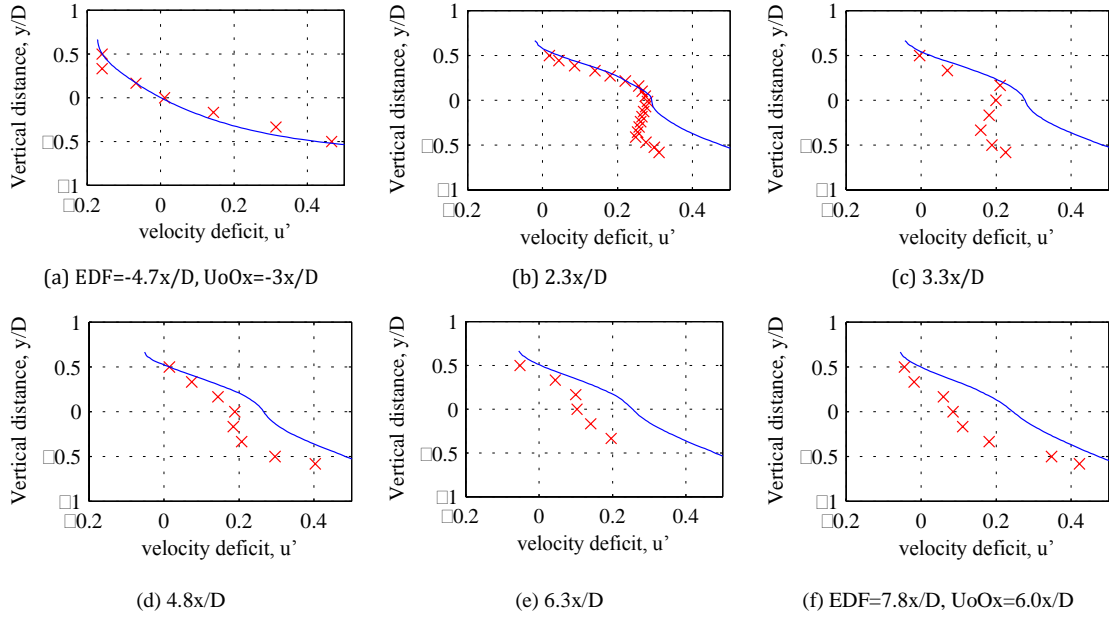 Vertical distance, y/D
1
0.5
0
□0.5
□1
□0.2 0 0.2 0.4
velocity deficit, u’
(a) EDF=-4.7x/D, UoOx=-3x/D
Vertical distance, y/D
1
0.5
0
□0.5
□1
□0.2 0 0.2 0.4
velocity deficit, u’
(b) 2.3x/D
Vertical distance, y/D
1
0.5
0
□0.5
□1
□0.2 0 0.2 0.4
velocity deficit, u’
(c) 3.3x/D
Vertical distance, y/D
1
0.5
0
□0.5
□1
□0.2 0 0.2 0.4
velocity deficit, u’
(d) 4.8x/D
Vertical distance, y/D
1
0.5
0
□0.5
□1
□0.2 0 0.2 0.4
velocity deficit, u’
(e) 6.3x/D
Vertical distance, y/D
1
0.5
0
□0.5
□1
□0.2 0 0.2 0.4
velocity deficit, u’
(f) EDF=7.8x/D, UoOx=6.0x/D